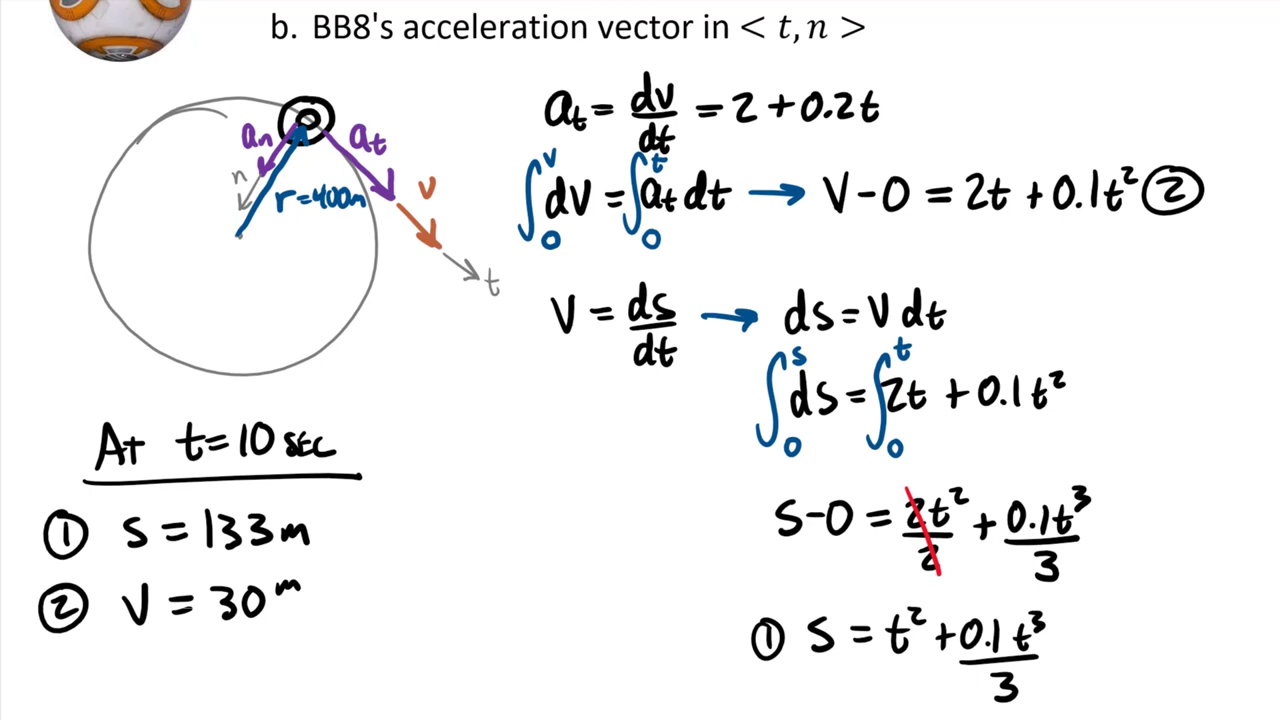 b. BB8's acceleration vector in < t, n >
aₙ
aₜ
n
r=400m
v
t
aₜ = dv/dt = 2 + 0.2t
∫₀ᵛ dv = ∫₀ᵗ aₜ dt → V - 0 = 2t + 0.1t² ②
V = ds/dt → ds = V dt
∫₀ˢ ds = ∫₀ᵗ 2t + 0.1t²
S - 0 = 2t²/2 + 0.1t³/3
① S = t² + 0.1t³/3
At t = 10 SEC
① S = 133m
② V = 30 m